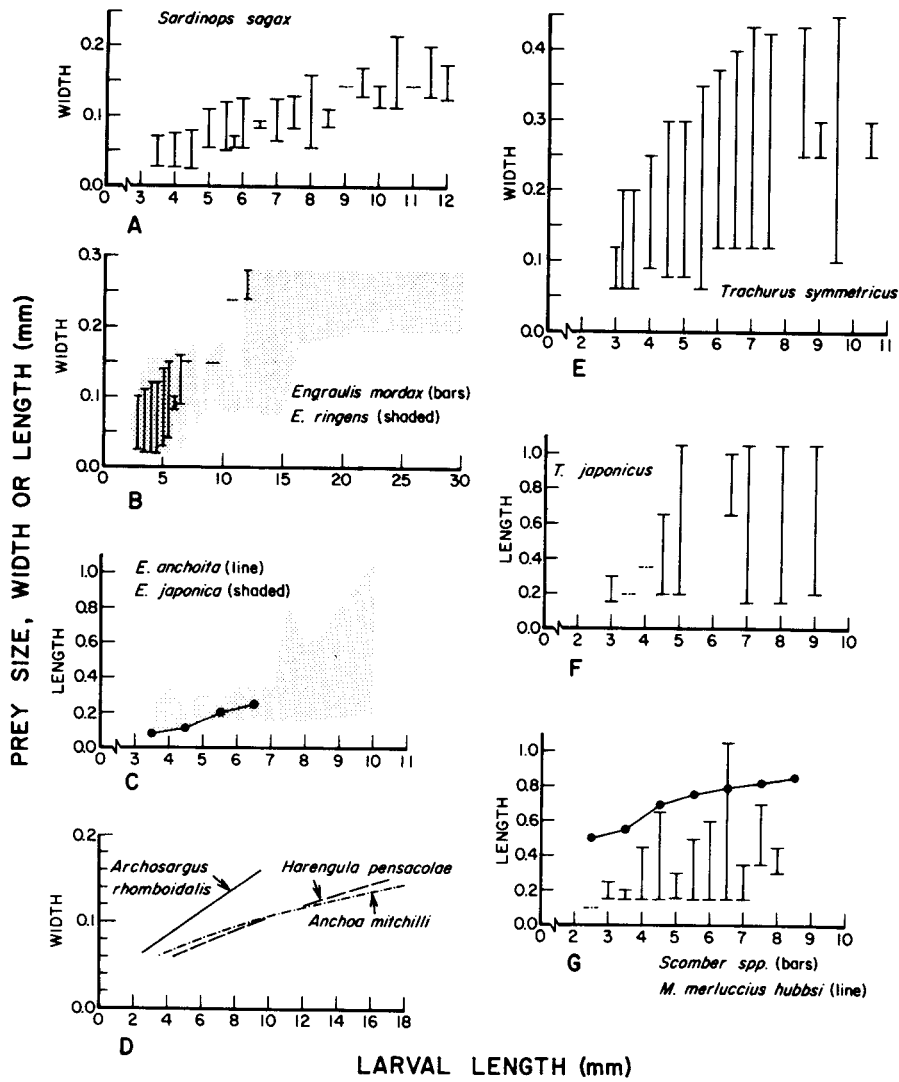 PREY SIZE, WIDTH OR LENGTH (mm)
Sardinops sagax
WIDTH
0.2
0.1
0.0
0 3 4 5 6 7 8 9 10 11 12
A
WIDTH
0.3
0.2
0.1
0.0
0 5 10 15 20 25 30
Engraulis mordax (bars)
E. ringens (shaded)
B
LENGTH
1.0
0.8
0.6
0.4
0.2
0.0
0 3 4 5 6 7 8 9 10 11
E. anchoita (line)
E. japonica (shaded)
C
WIDTH
0.2
0.1
0.0
0 2 4 6 8 10 12 14 16 18
Archosargus
rhomboidalis
Harengula pensacolae
Anchoa mitchilli
D
WIDTH
0.4
0.3
0.2
0.1
0.0
0 2 3 4 5 6 7 8 9 10 11
Trachurus symmetricus
E
LENGTH
1.0
0.8
0.6
0.4
0.2
0.0
0 2 3 4 5 6 7 8 9 10
T. japonicus
F
LENGTH
1.0
0.8
0.6
0.4
0.2
0.0
0 2 3 4 5 6 7 8 9 10
G
Scomber spp. (bars)
M. merluccius hubbsi (line)
LARVAL LENGTH (mm)